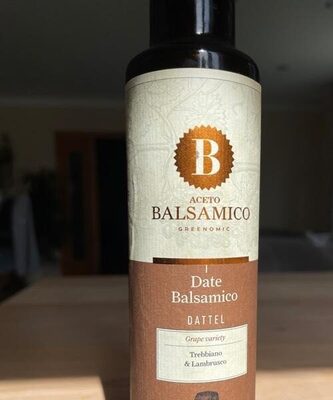 B
ACETO
BALSAMICO
GREENOMIC
Date
Balsamico
DATTEL
Grape variety
Trebbiano
& Lambrusco